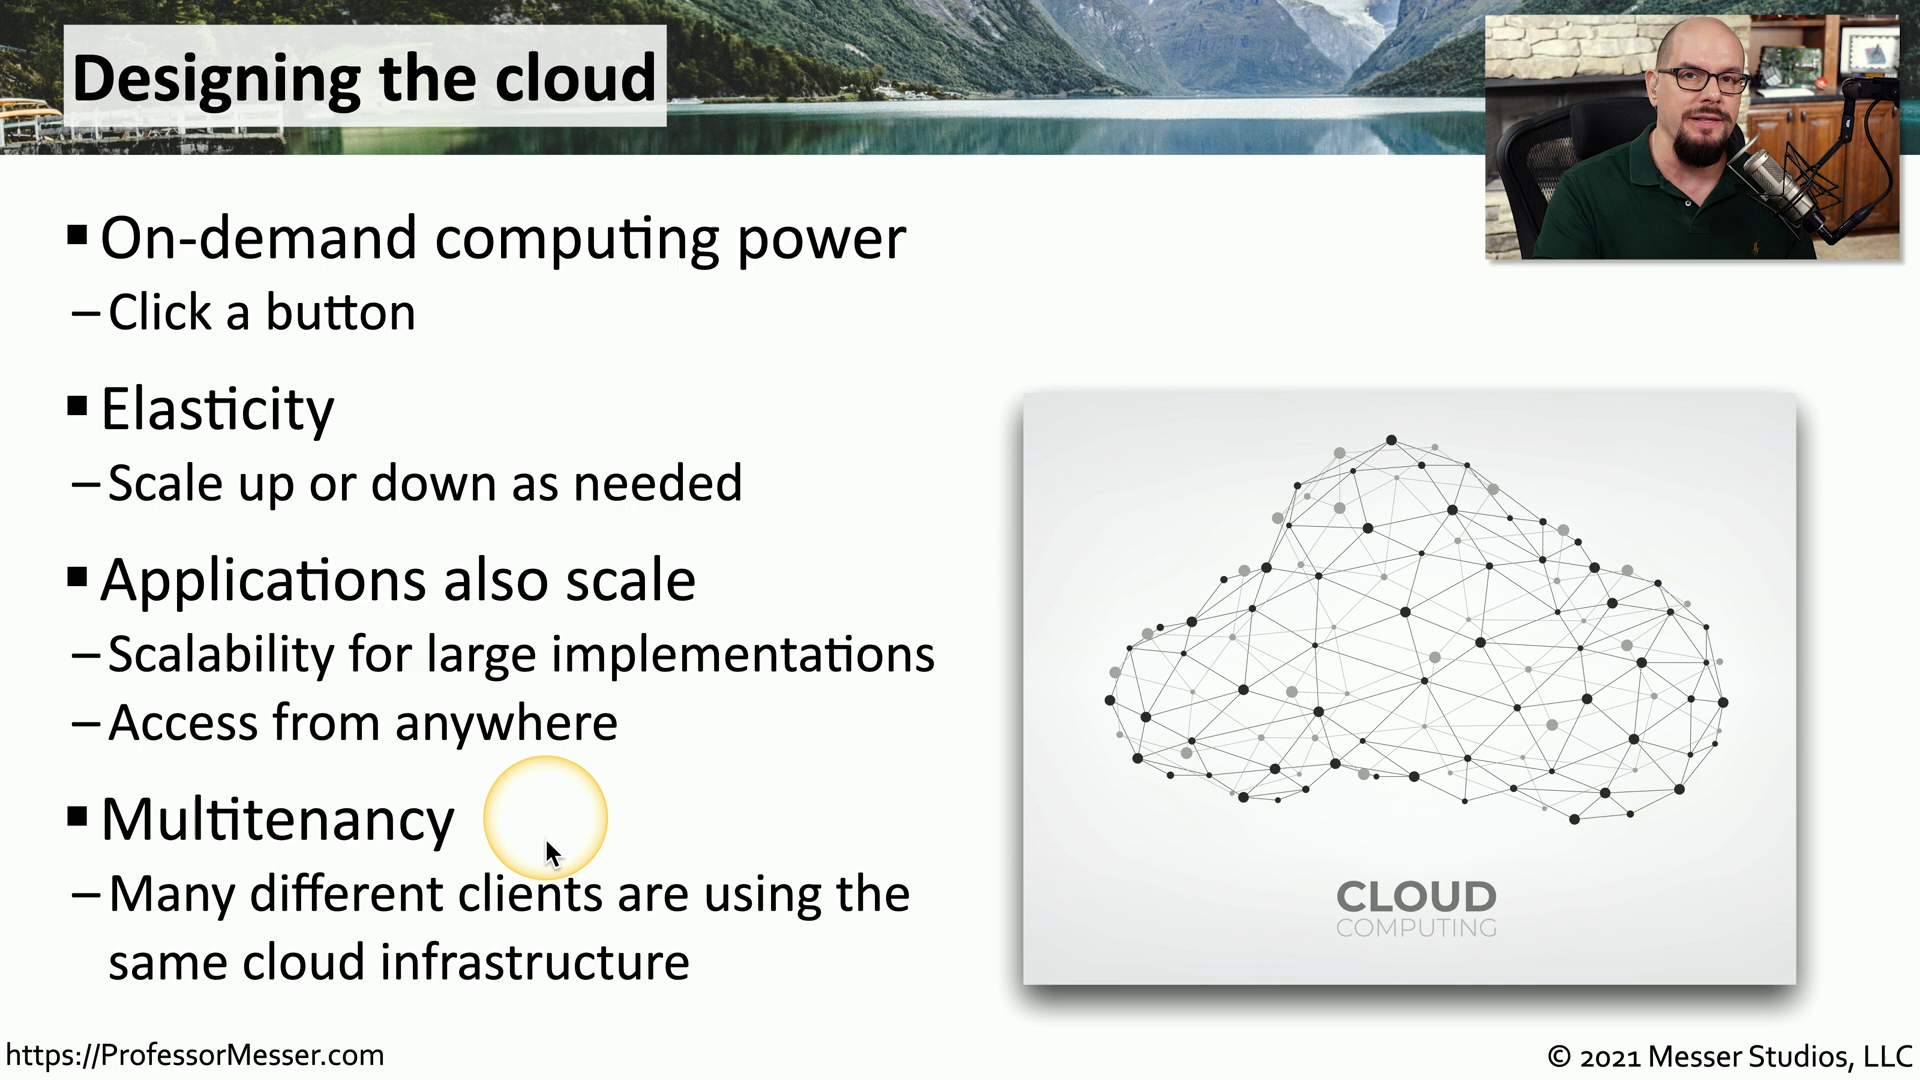 Designing the cloud
▪ On-demand computing power
– Click a button
▪ Elasticity
– Scale up or down as needed
▪ Applications also scale
– Scalability for large implementations
– Access from anywhere
▪ Multitenancy
– Many different clients are using the
same cloud infrastructure
CLOUD
COMPUTING
https://ProfessorMesser.com
© 2021 Messer Studios, LLC